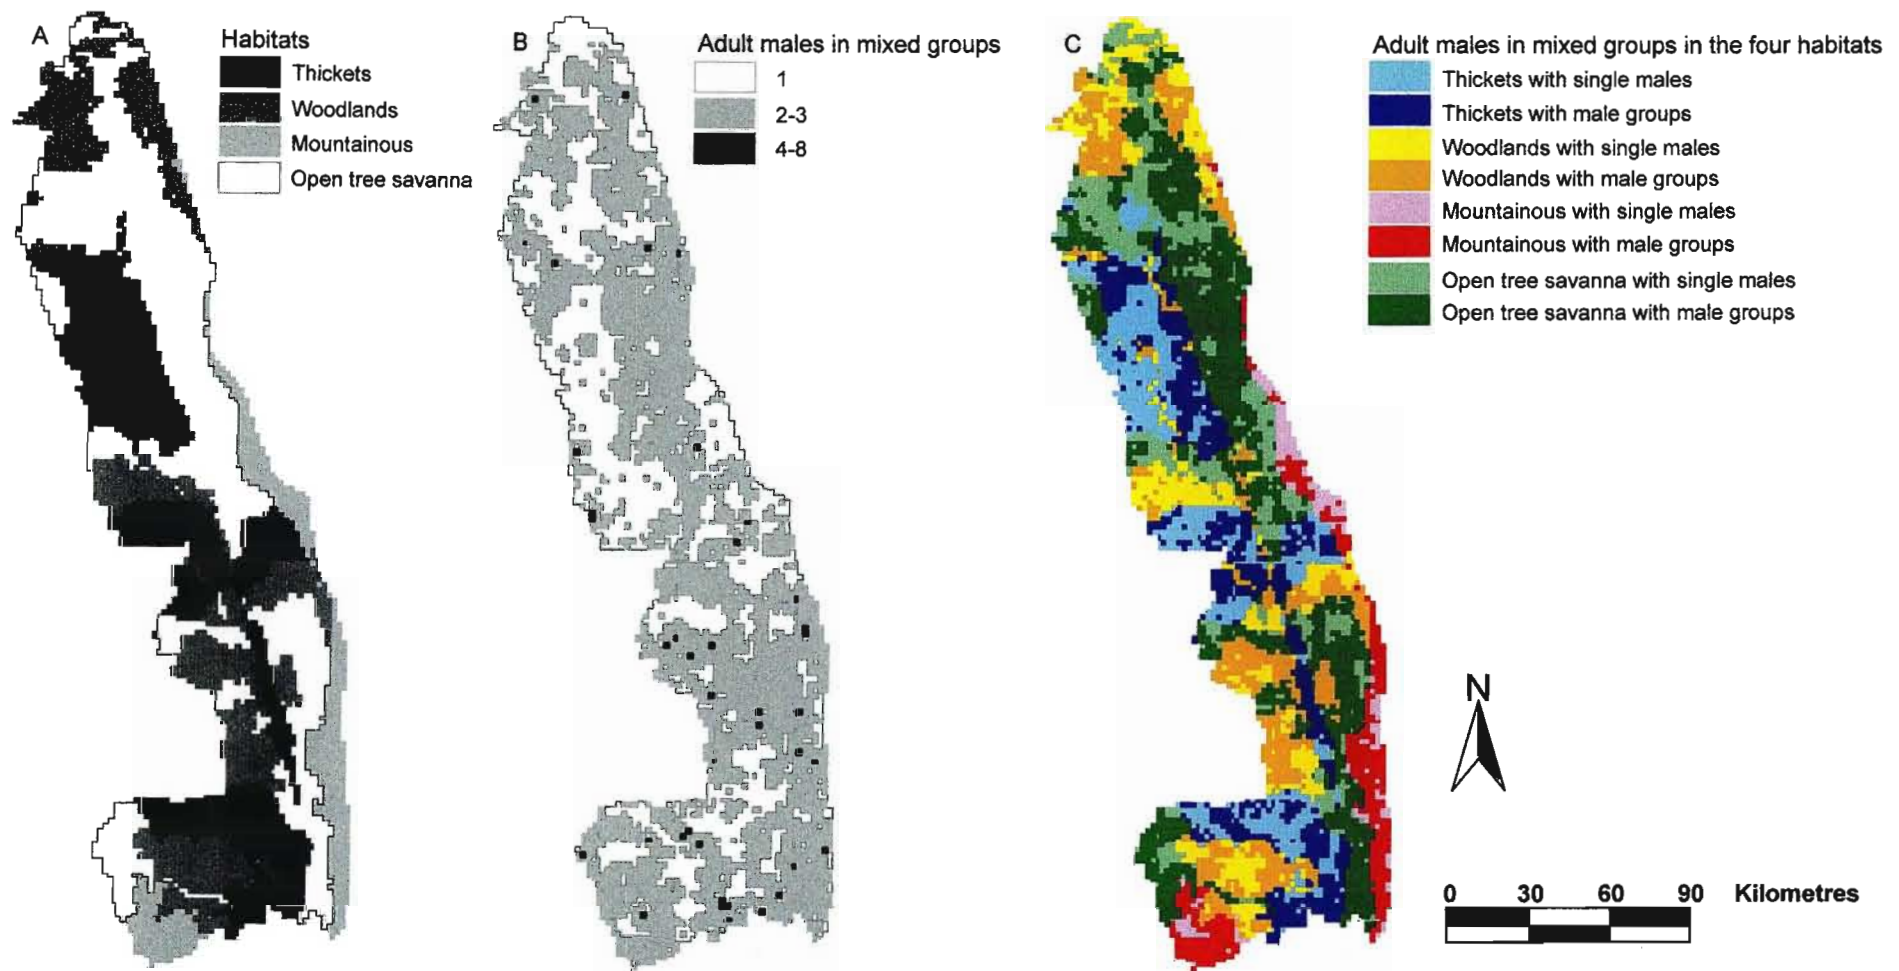 A
Habitats
Thickets
Woodlands
Mountainous
Open tree savanna
B
Adult males in mixed groups
1
2-3
4-8
C
Adult males in mixed groups in the four habitats
Thickets with single males
Thickets with male groups
Woodlands with single males
Woodlands with male groups
Mountainous with single males
Mountainous with male groups
Open tree savanna with single males
Open tree savanna with male groups
N
0 30 60 90 Kilometres